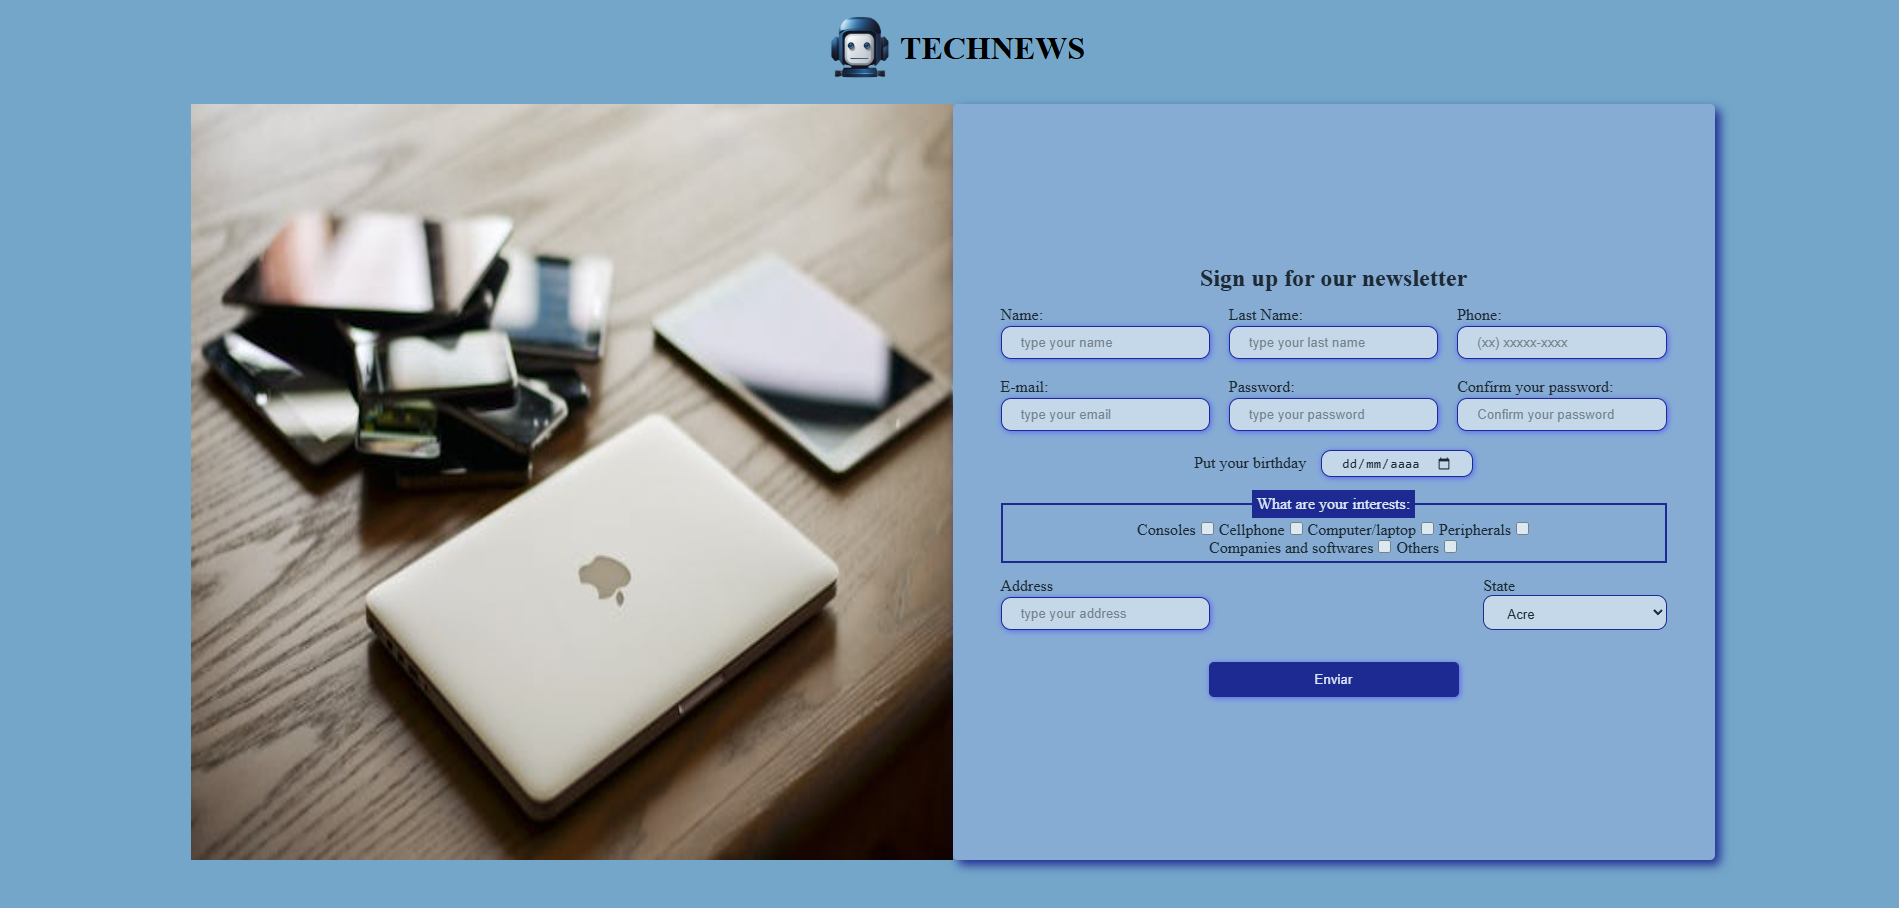 TECHNEWS
Sign up for our newsletter
Name: Last Name: Phone:
type your name type your last name (xx) xxxxx-xxxx
E-mail: Password: Confirm your password:
type your email type your password Confirm your password
Put your birthday dd/mm/aaaa
What are your interests:
Consoles Cellphone Computer/laptop Peripherals
Companies and softwares Others
Address State
type your address Acre
Enviar